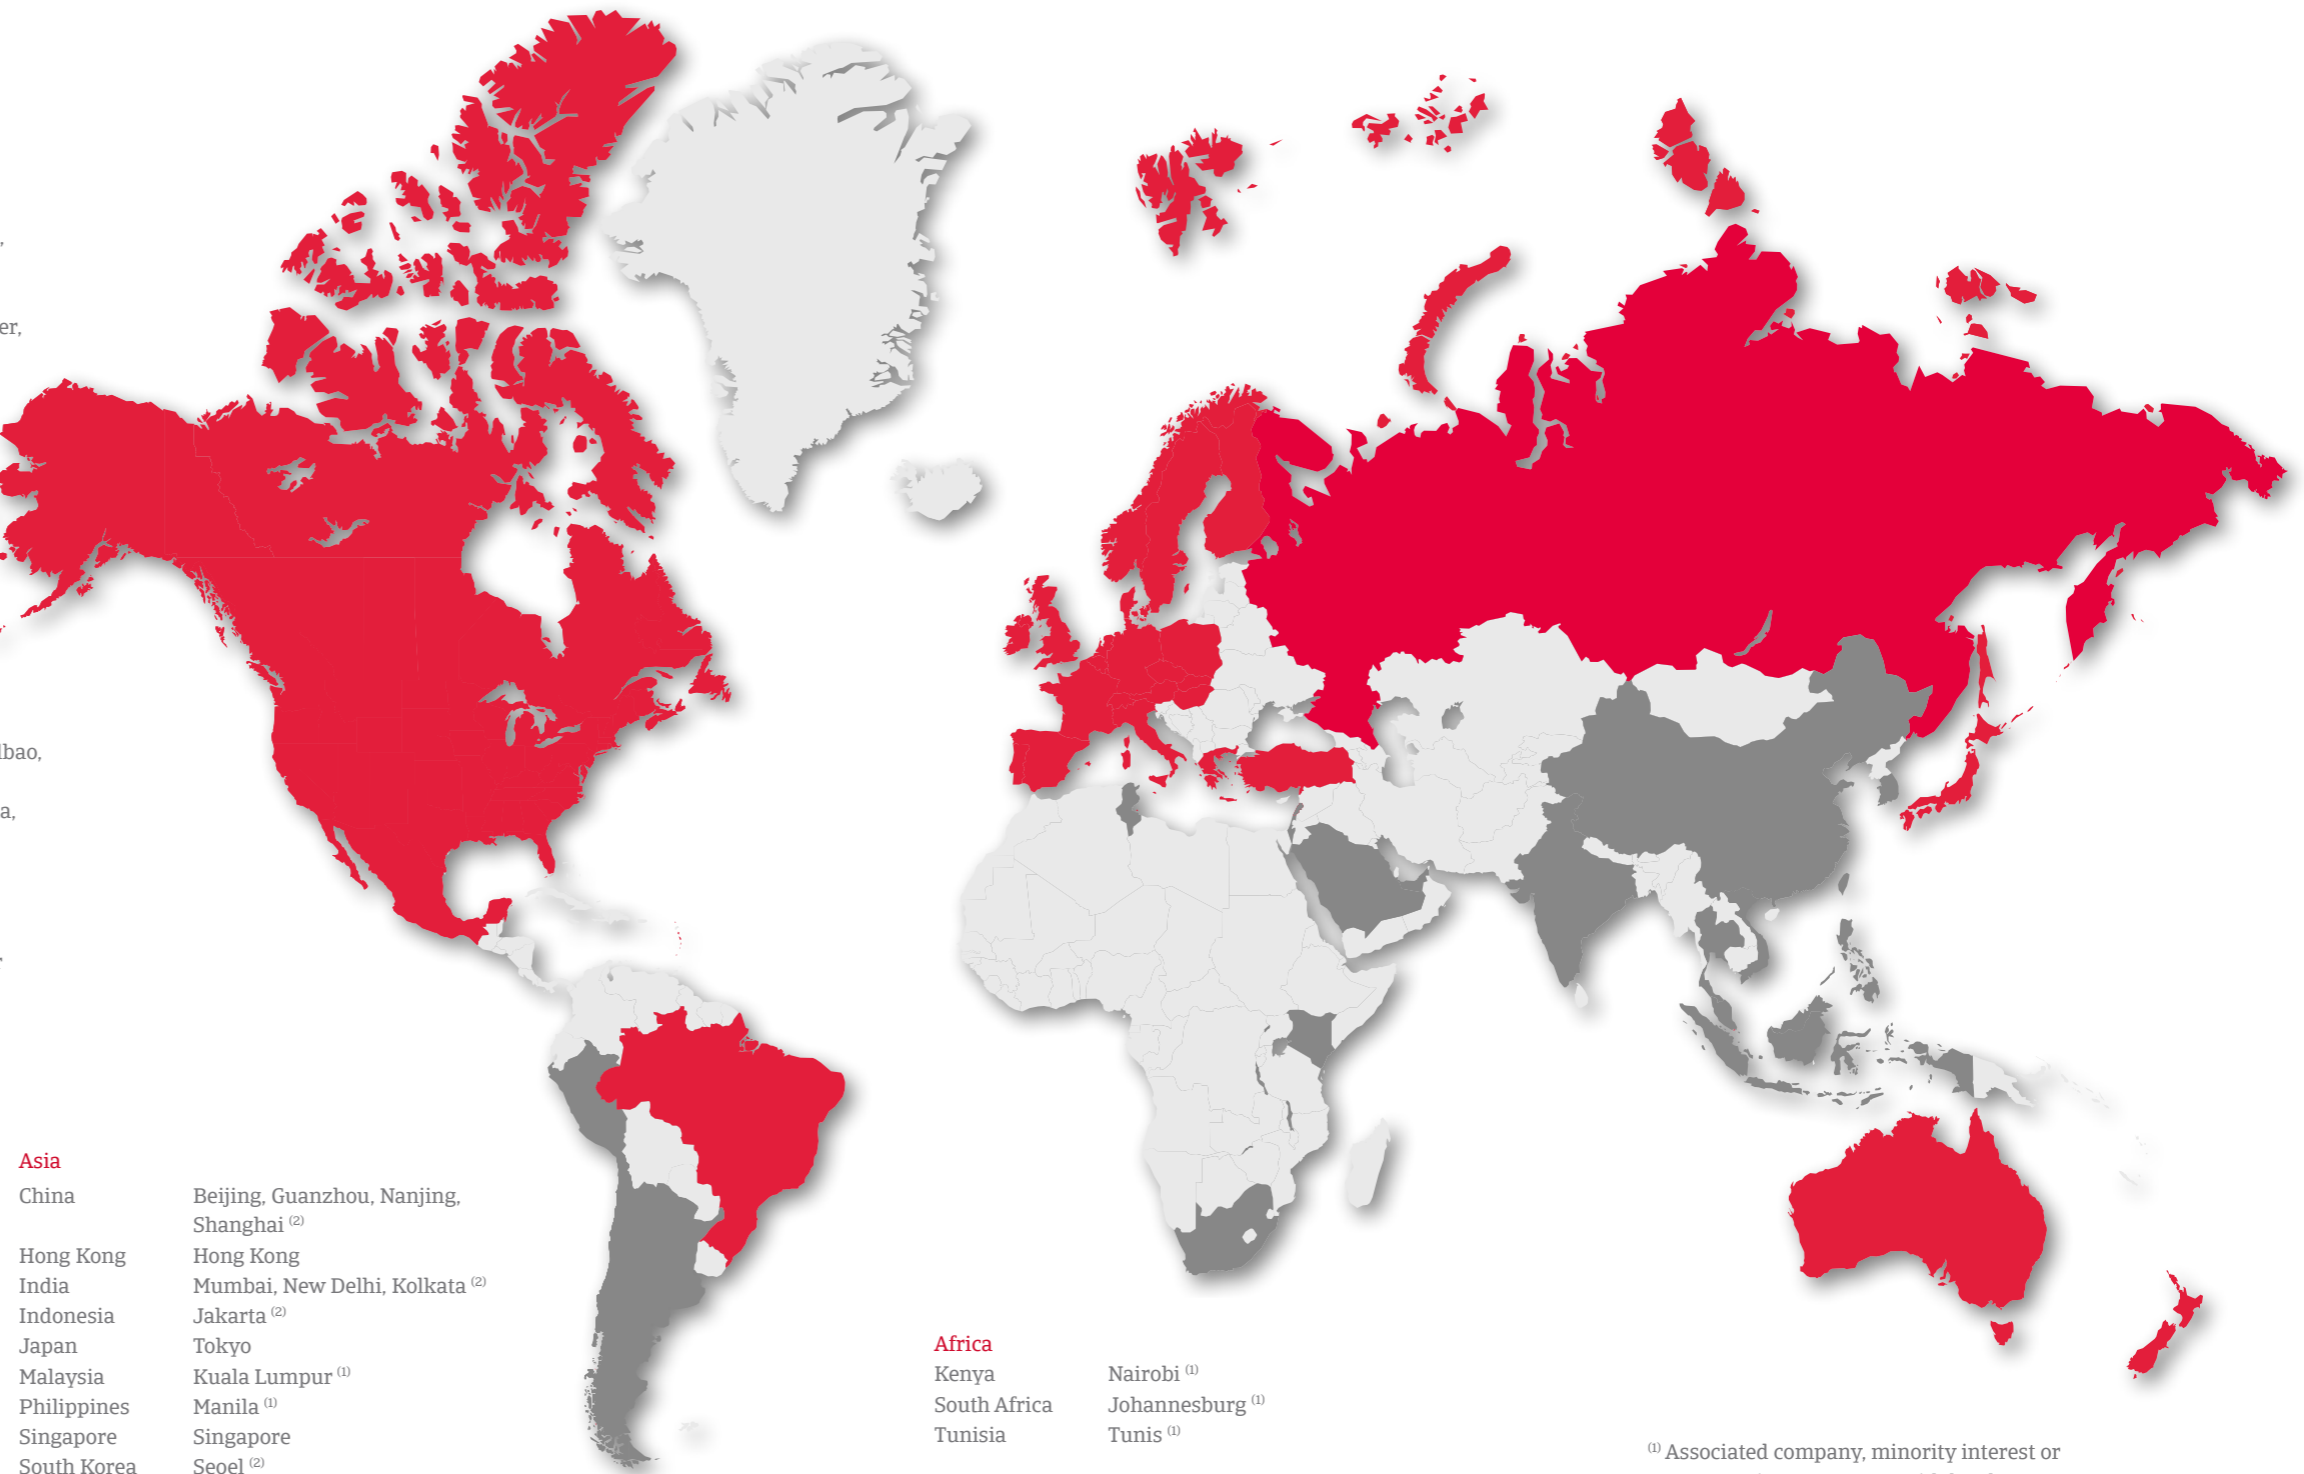 er,
lbao,
a,
Asia
China Beijing, Guanzhou, Nanjing,
Shanghai (2)
Hong Kong Hong Kong
India Mumbai, New Delhi, Kolkata (2)
Indonesia Jakarta (2)
Japan Tokyo
Malaysia Kuala Lumpur (1)
Philippines Manila (1)
Singapore Singapore
South Korea Seoel (2)
Africa
Kenya Nairobi (1)
South Africa Johannesburg (1)
Tunisia Tunis (1)
(1) Associated company, minority interest or